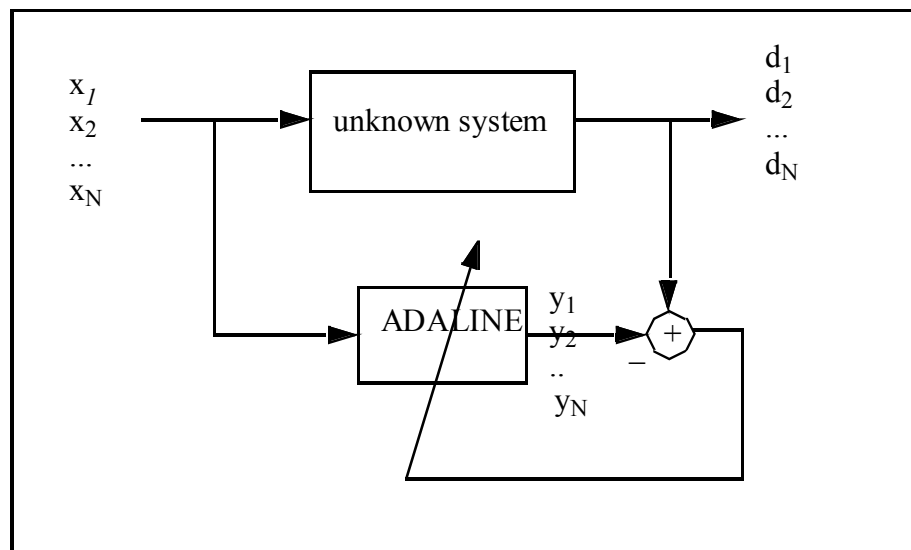 x1
x2
...
xN
unknown system
d1
d2
...
dN
ADALINE
y1
y2
..
yN
+
–